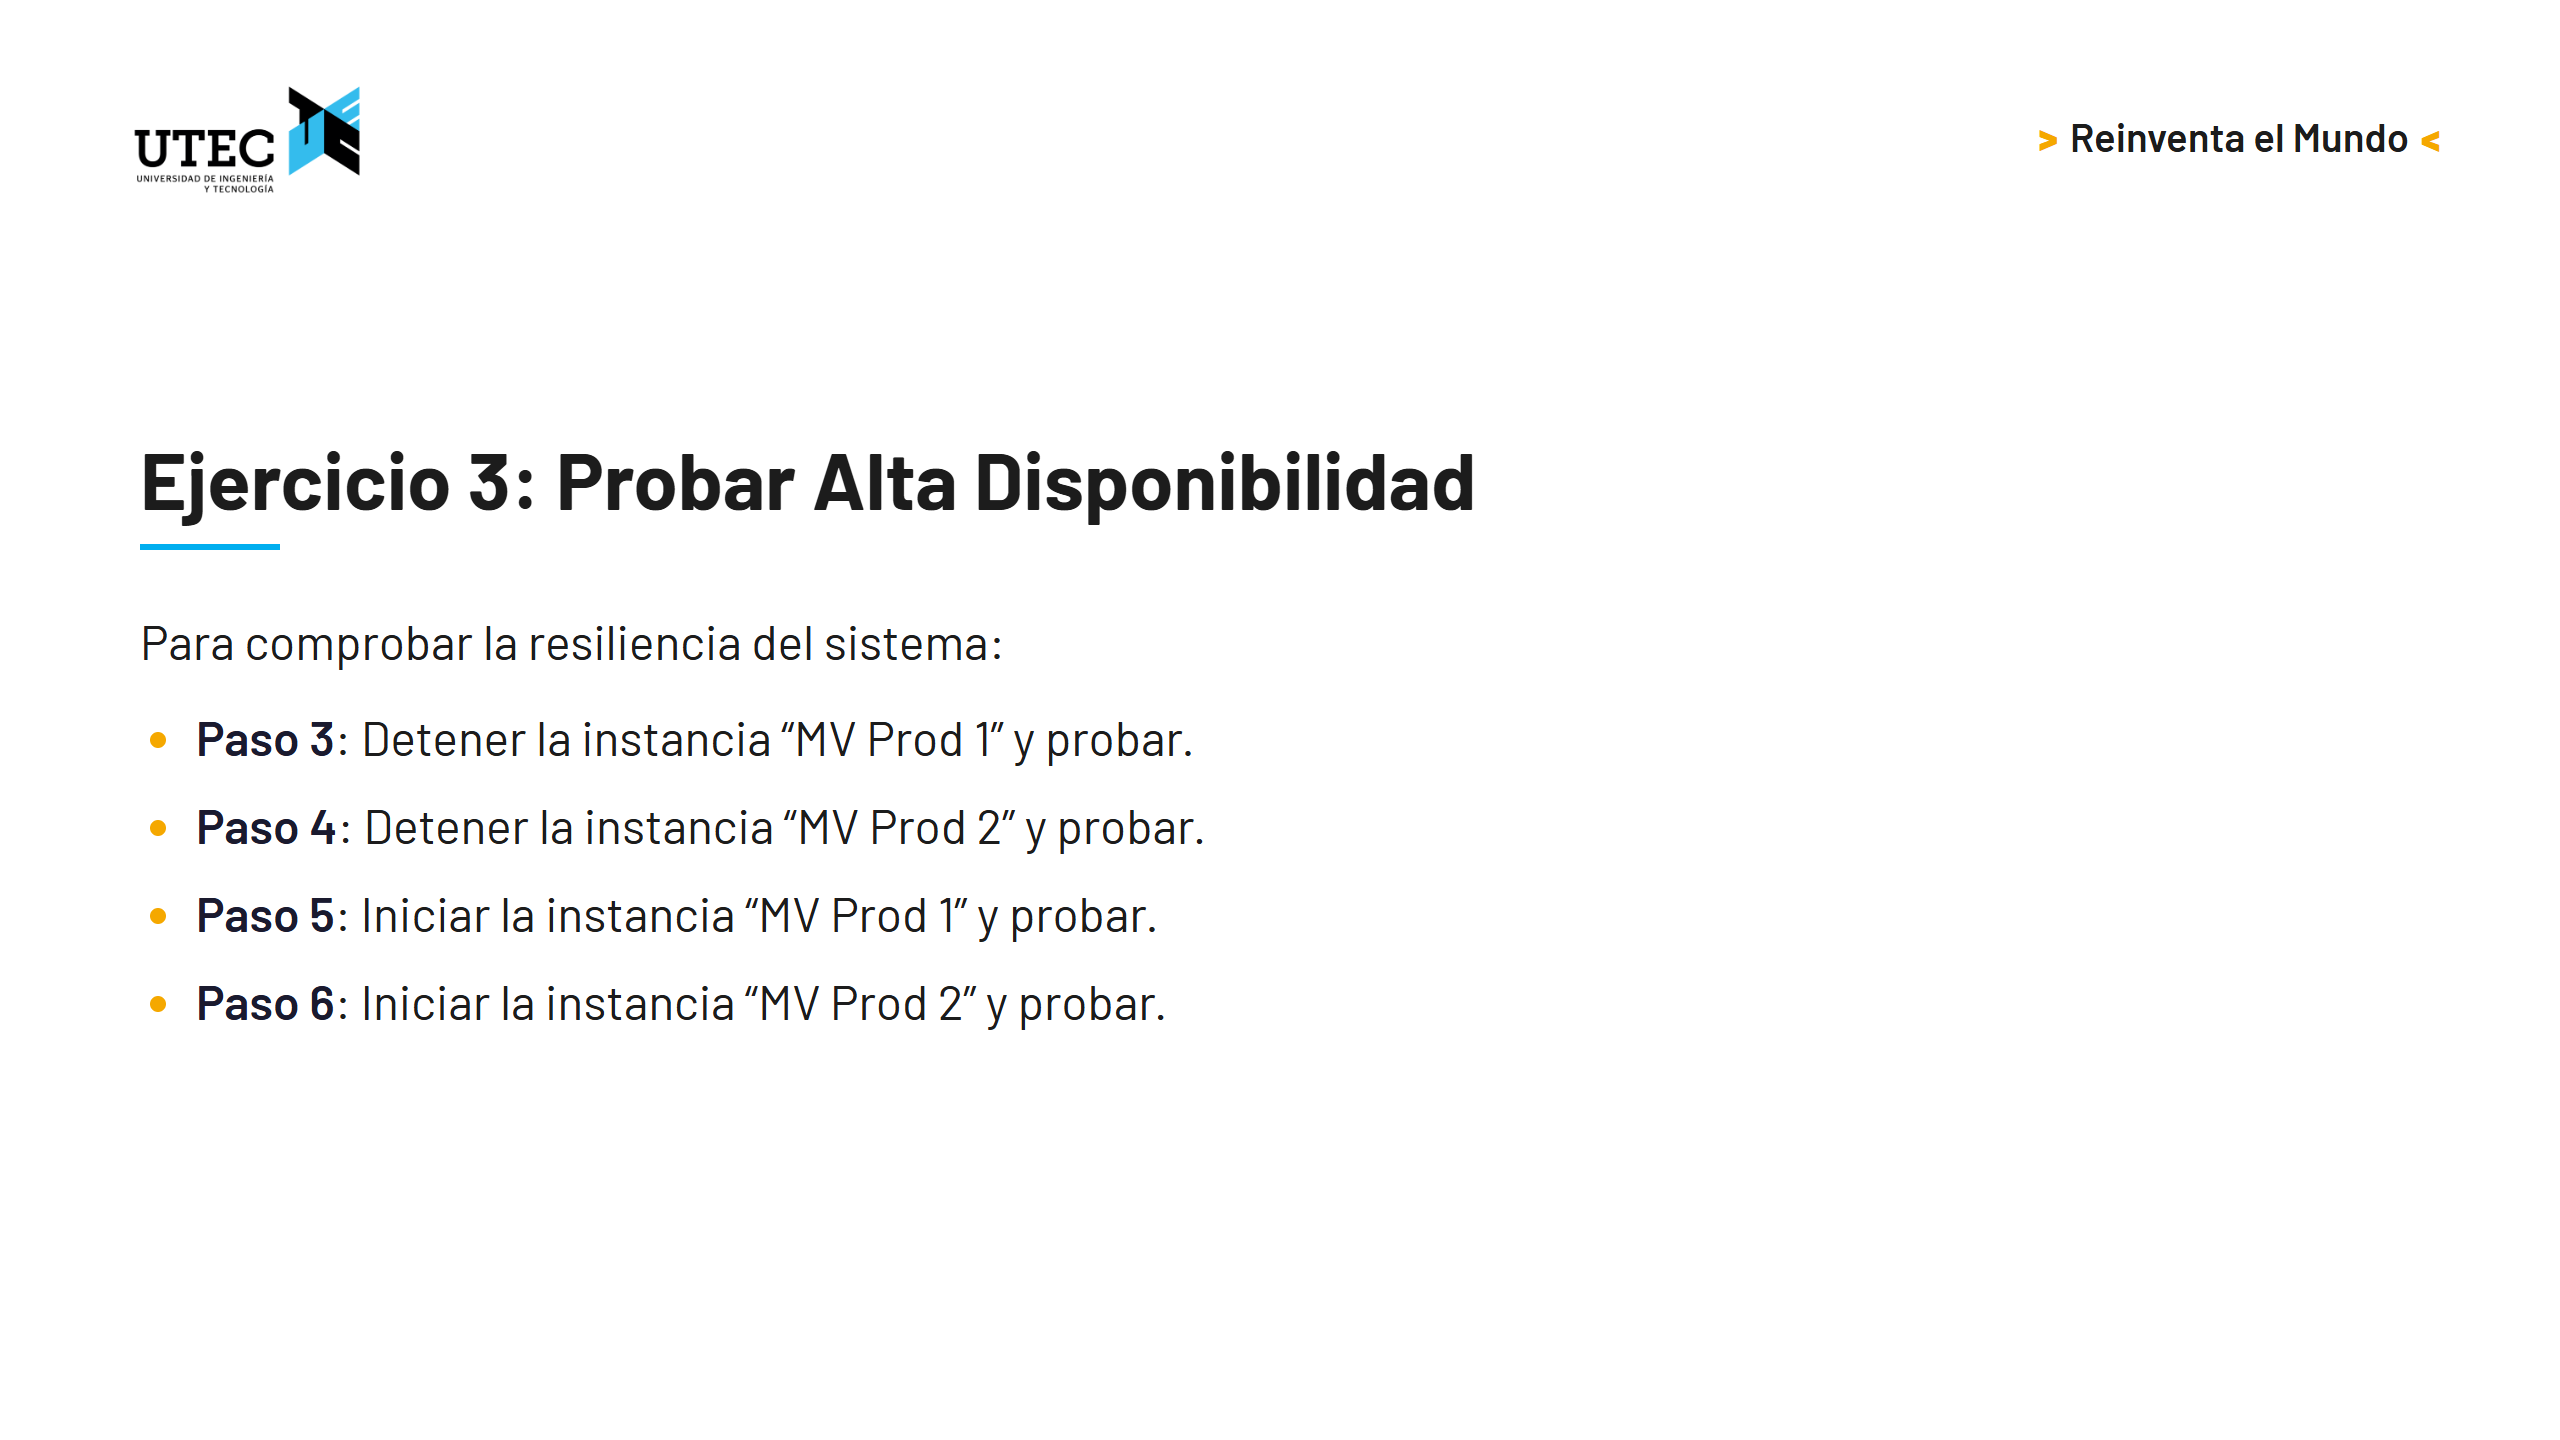 UTEC
UNIVERSIDAD DE INGENIERÍA
Y TECNOLOGÍA
> Reinventa el Mundo <
Ejercicio 3: Probar Alta Disponibilidad
Para comprobar la resiliencia del sistema:
• Paso 3: Detener la instancia “MV Prod 1” y probar.
• Paso 4: Detener la instancia “MV Prod 2” y probar.
• Paso 5: Iniciar la instancia “MV Prod 1” y probar.
• Paso 6: Iniciar la instancia “MV Prod 2” y probar.